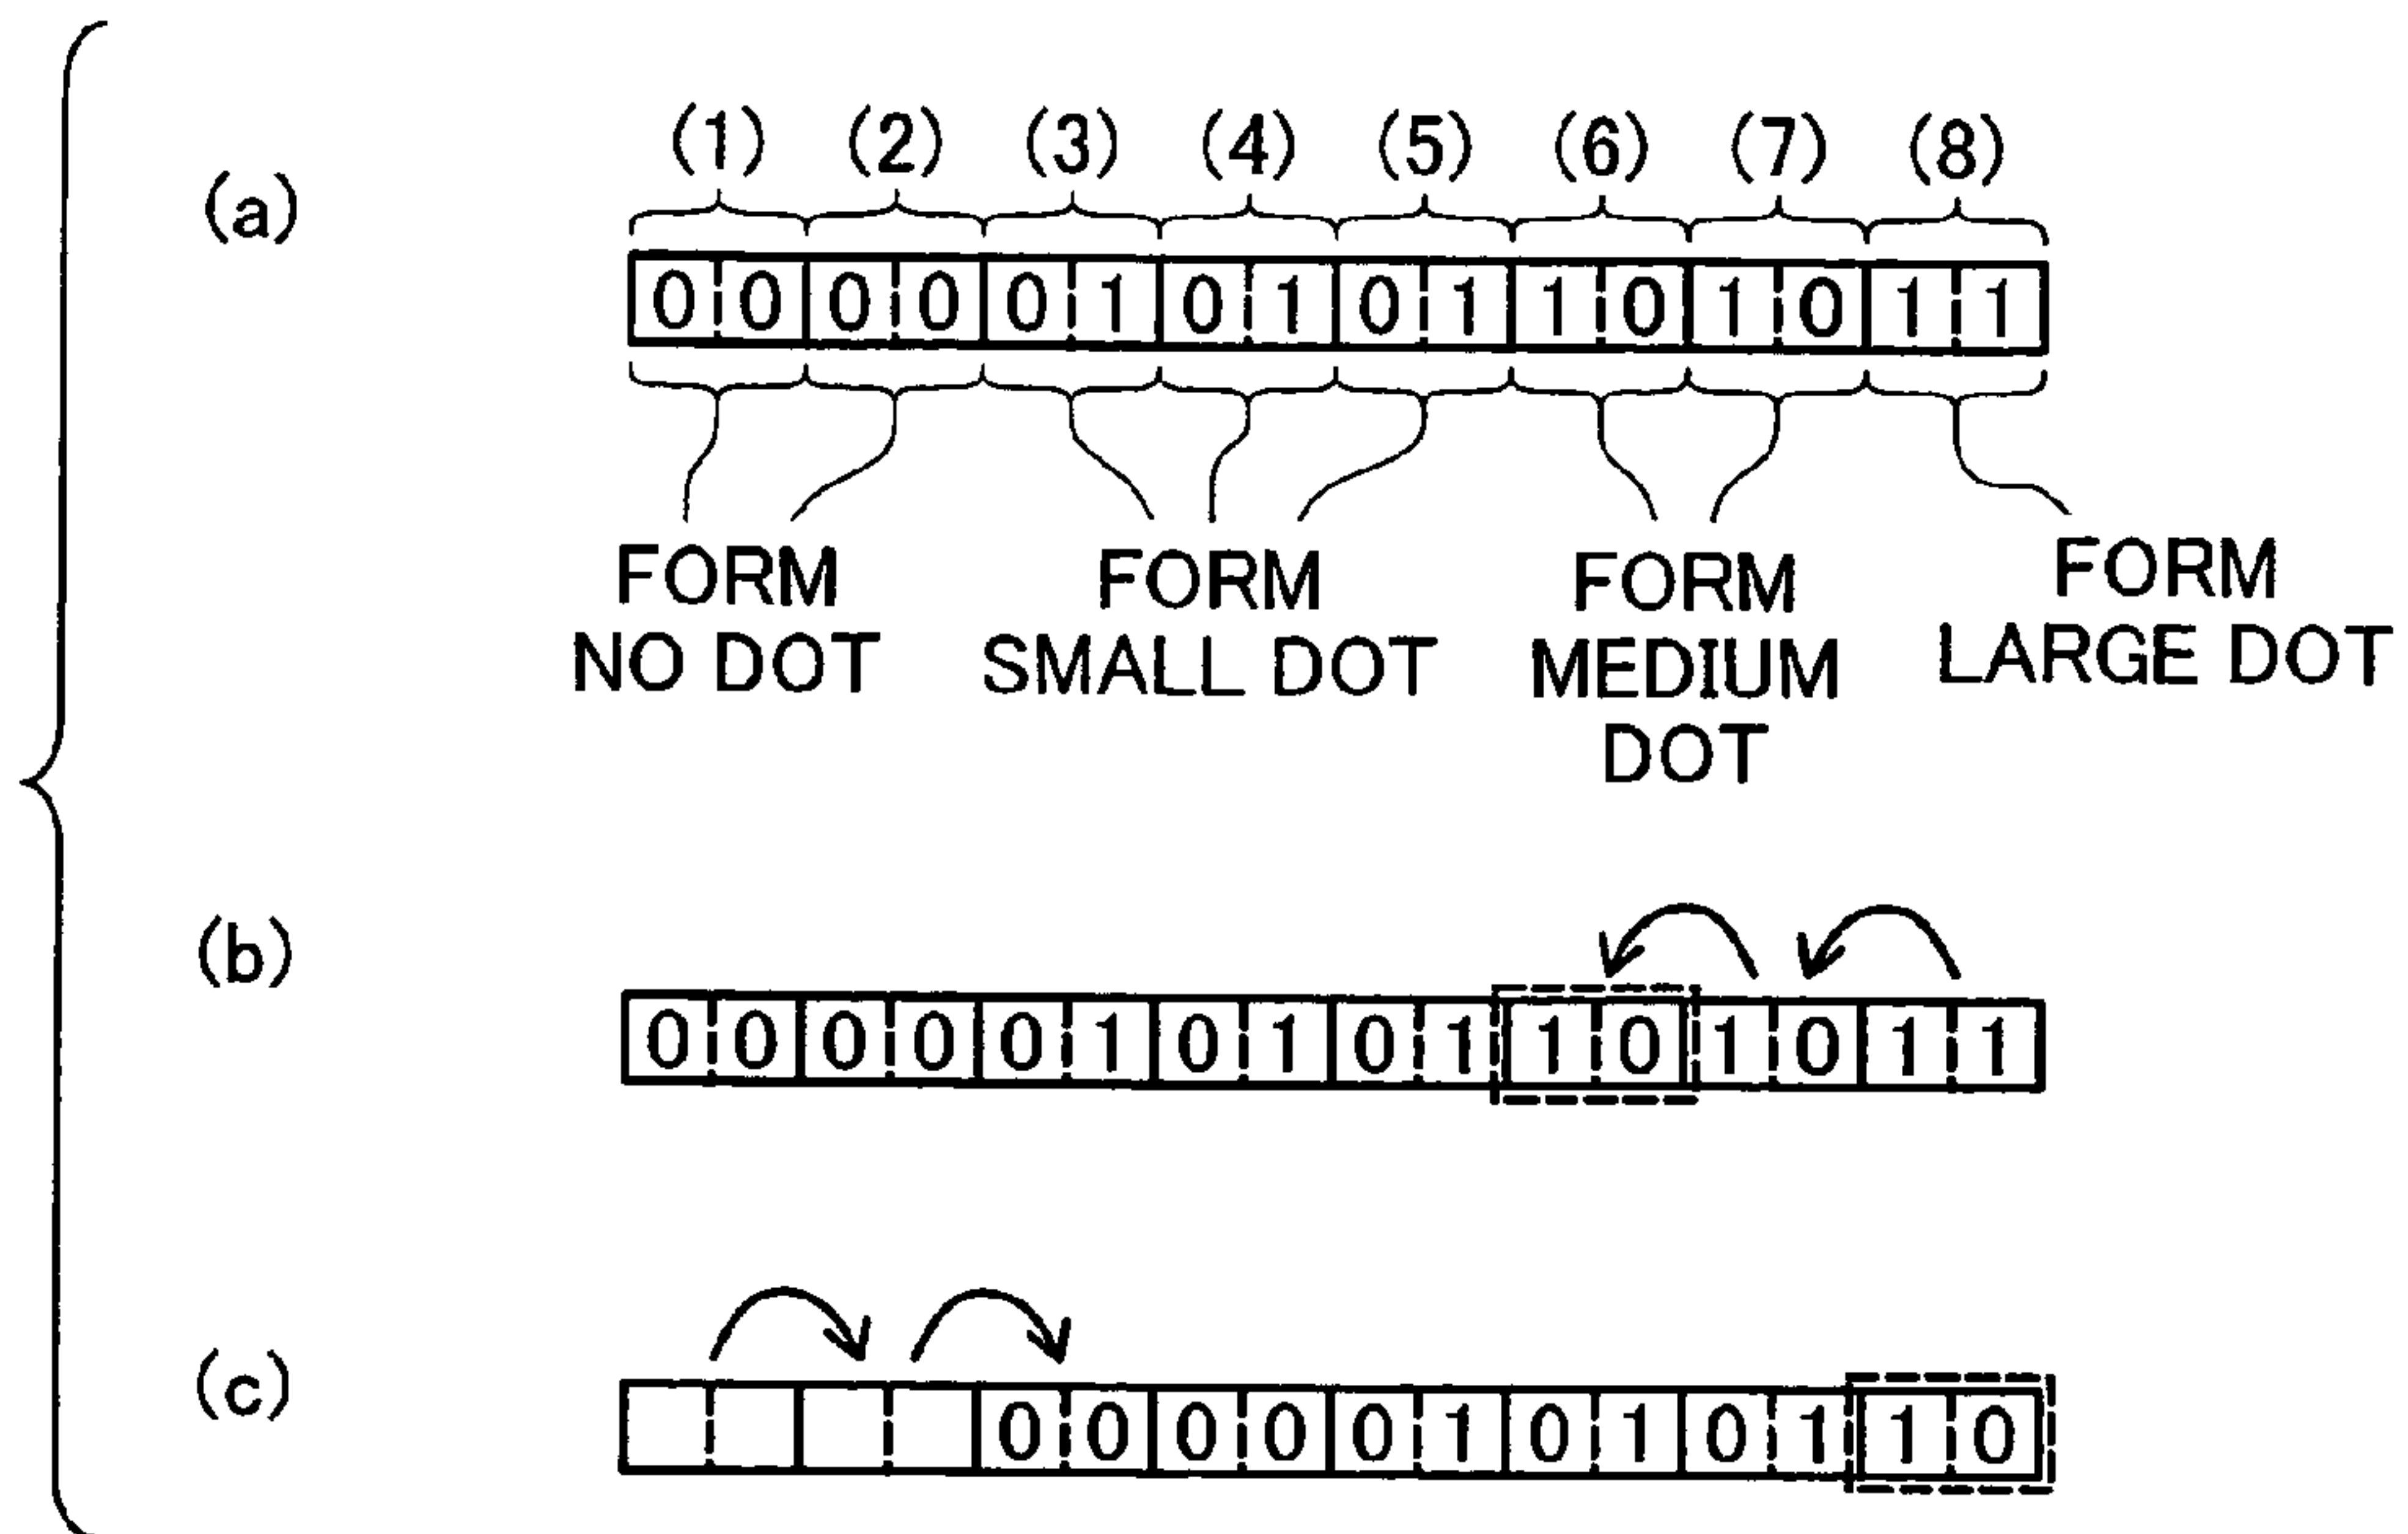 (1) (2) (3) (4) (5) (6) (7) (8)
(a)
0 0 0 0 0 1 0 1 0 1 1 0 1 0 1 1
FORM NO DOT
FORM SMALL DOT
FORM MEDIUM DOT
FORM LARGE DOT
(b)
0 0 0 0 0 1 0 1 0 1 1 0 1 0 1 1
(c)
0 0 0 0 0 1 0 1 0 1 1 0